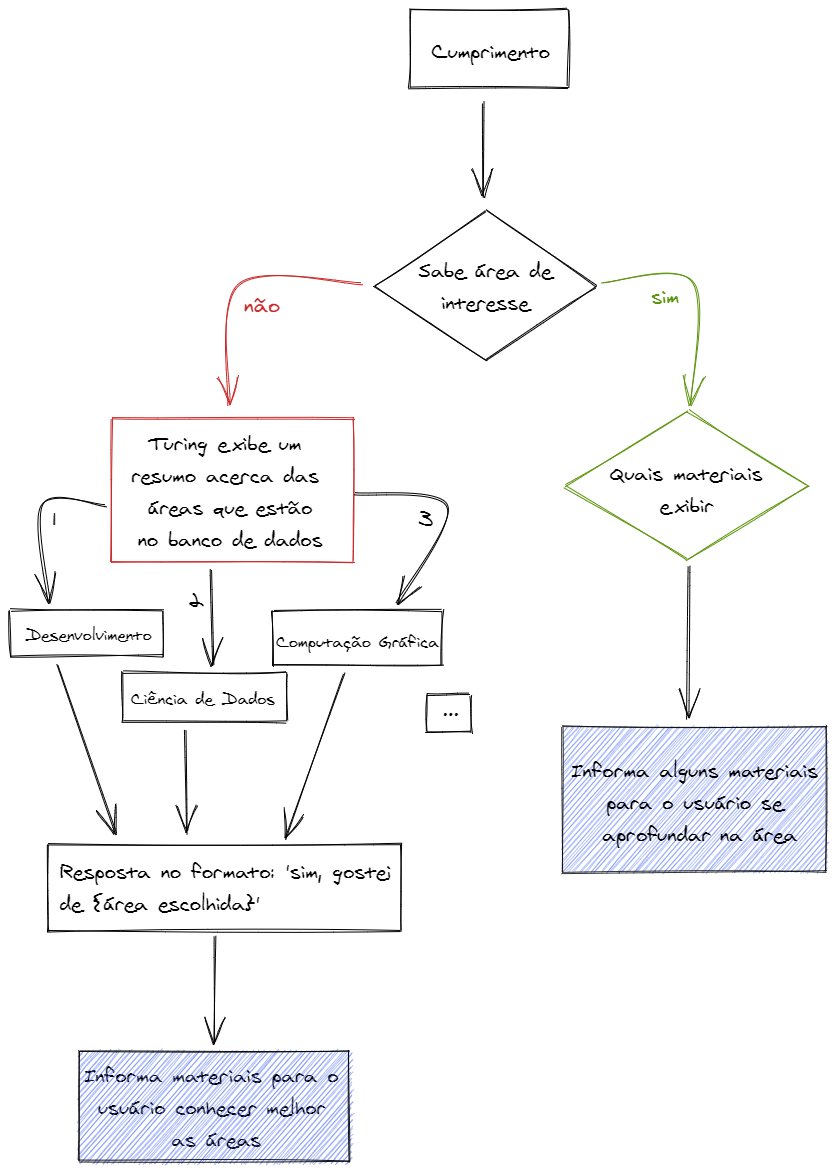 Cumprimento
Sabe área de
interesse
não
sim
Turing exibe um
resumo acerca das
áreas que estão
no banco de dados
Quais materiais
exibir
1
2
3
Desenvolvimento
Computação Gráfica
Ciência de Dados
...
Informa alguns materiais
para o usuário se
aprofundar na área
Resposta no formato: 'sim, gostei
de {área escolhida}'
Informa materiais para o
usuário conhecer melhor
as áreas